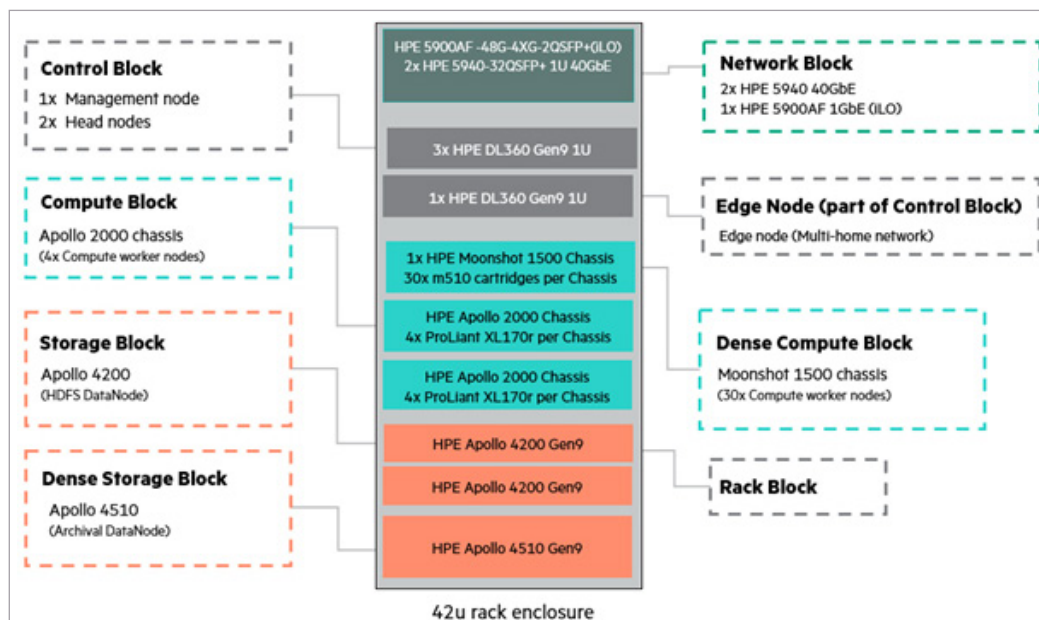 Control Block
1x Management node
2x Head nodes
Compute Block
Apollo 2000 chassis
(4x Compute worker nodes)
Storage Block
Apollo 4200
(HDFS DataNode)
Dense Storage Block
Apollo 4510
(Archival DataNode)
HPE 5900AF -48G-4XG-2QSFP+(iLO)
2x HPE 5940-32QSFP+ 1U 40GbE
3x HPE DL360 Gen9 1U
1x HPE DL360 Gen9 1U
1x HPE Moonshot 1500 Chassis
30x m510 cartridges per Chassis
HPE Apollo 2000 Chassis
4x ProLiant XL170r per Chassis
HPE Apollo 2000 Chassis
4x ProLiant XL170r per Chassis
HPE Apollo 4200 Gen9
HPE Apollo 4200 Gen9
HPE Apollo 4510 Gen9
42u rack enclosure
Network Block
2x HPE 5940 40GbE
1x HPE 5900AF 1GbE (iLO)
Edge Node (part of Control Block)
Edge node (Multi-home network)
Dense Compute Block
Moonshot 1500 chassis
(30x Compute worker nodes)
Rack Block